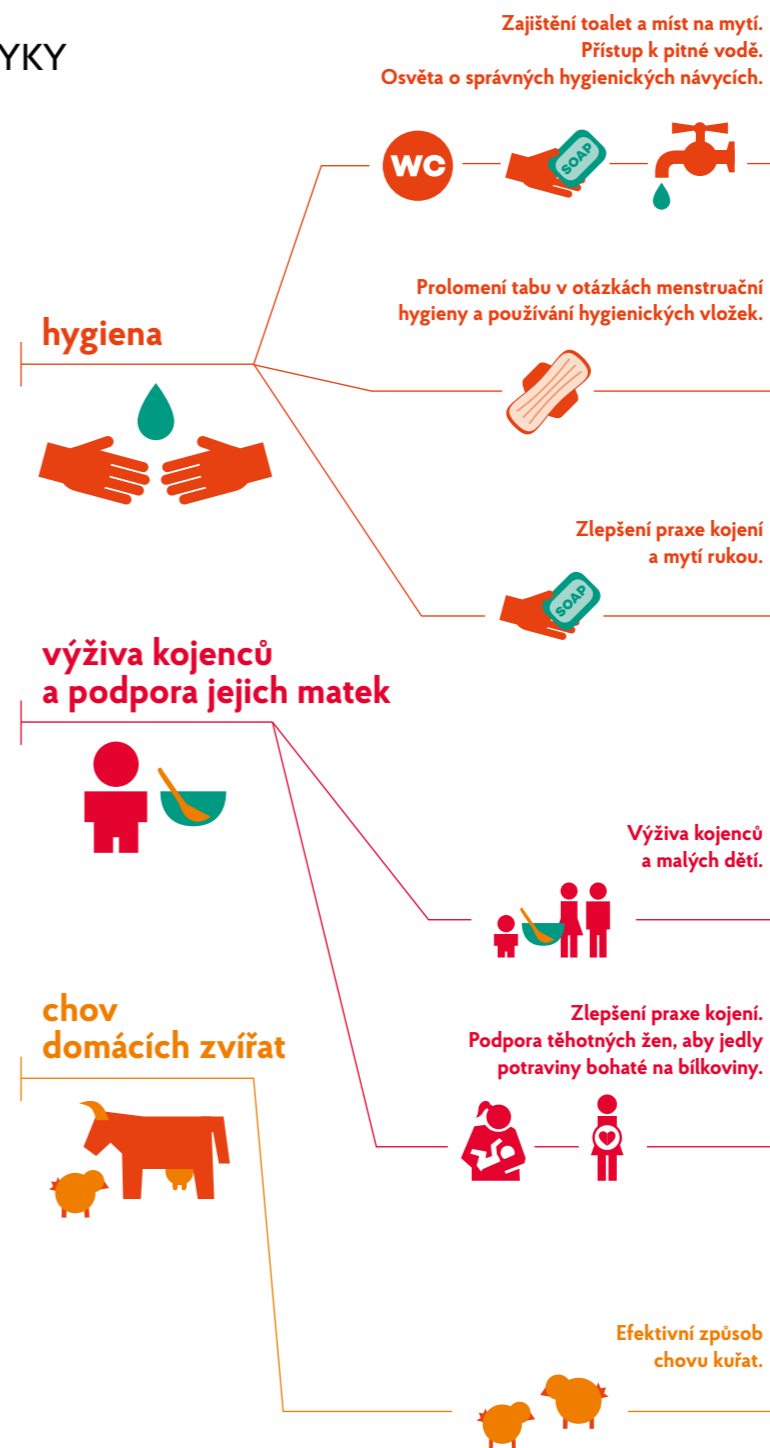 YKY
Zajištění toalet a míst na mytí.
Přístup k pitné vodě.
Osvěta o správných hygienických návycích.
WC
SOAP
hygiena
Prolomení tabu v otázkách menstruační
hygieny a používání hygienických vložek.
Zlepšení praxe kojení
a mytí rukou.
SOAP
výživa kojenců
a podpora jejich matek
Výživa kojenců
a malých dětí.
chov
domácích zvířat
Zlepšení praxe kojení.
Podpora těhotných žen, aby jedly
potraviny bohaté na bílkoviny.
Efektivní způsob
chovu kuřat.